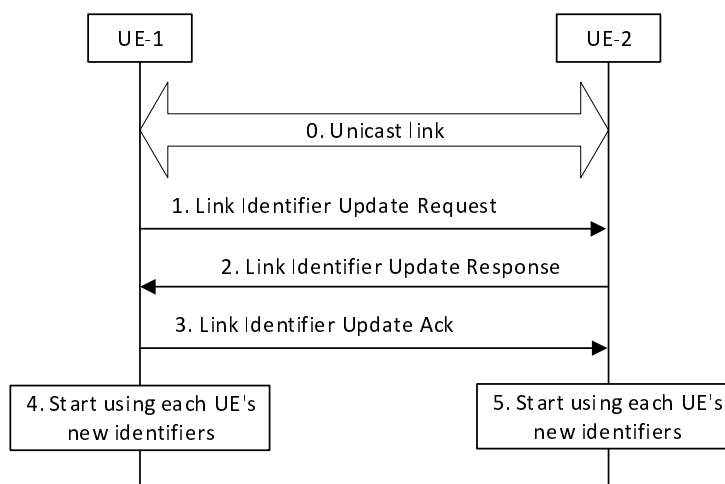 UE-1
UE-2
0. Unicast link
1. Link Identifier Update Request
2. Link Identifier Update Response
3. Link Identifier Update Ack
4. Start using each UE's
new identifiers
5. Start using each UE's
new identifiers